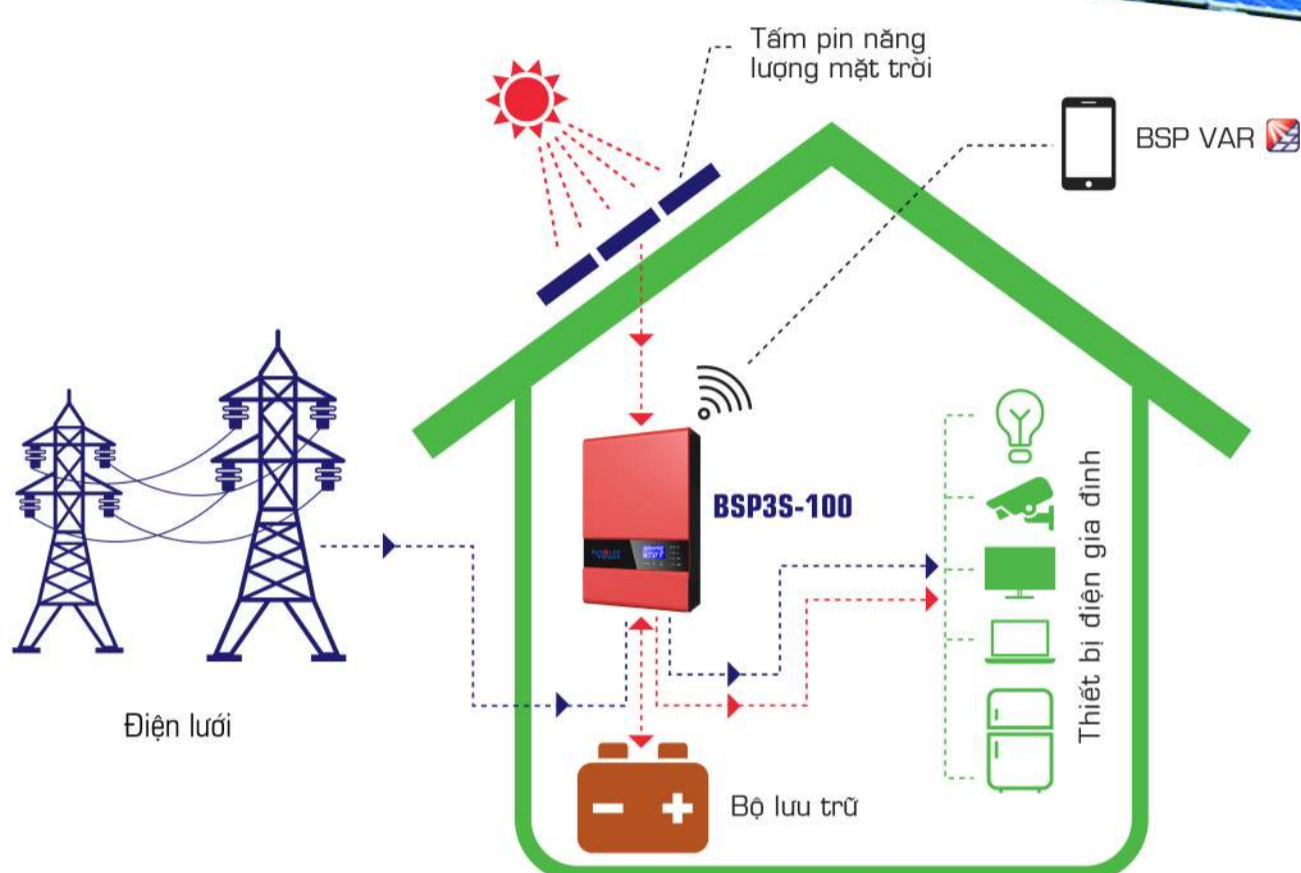 Tấm pin năng
lượng mặt trời
BSP VAR
BSP3S-100
Thiết bị điện gia đình
Điện lưới
Bộ lưu trữ